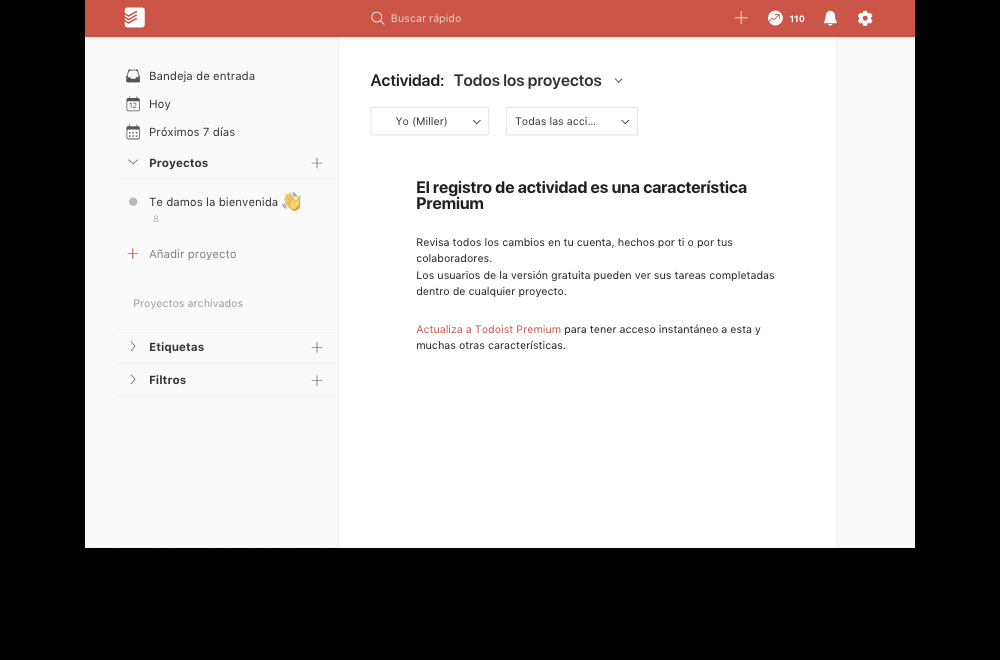 Buscar rápido
110
Bandeja de entrada
12
Hoy
Próximos 7 días
Proyectos
Te damos la bienvenida 👋
8
Añadir proyecto
Proyectos archivados
Etiquetas
Filtros
Actividad: Todos los proyectos
Yo (Miller)
Todas las acci...
El registro de actividad es una característica
Premium
Revisa todos los cambios en tu cuenta, hechos por ti o por tus
colaboradores.
Los usuarios de la versión gratuita pueden ver sus tareas completadas
dentro de cualquier proyecto.
Actualiza a Todoist Premium para tener acceso instantáneo a esta y
muchas otras características.